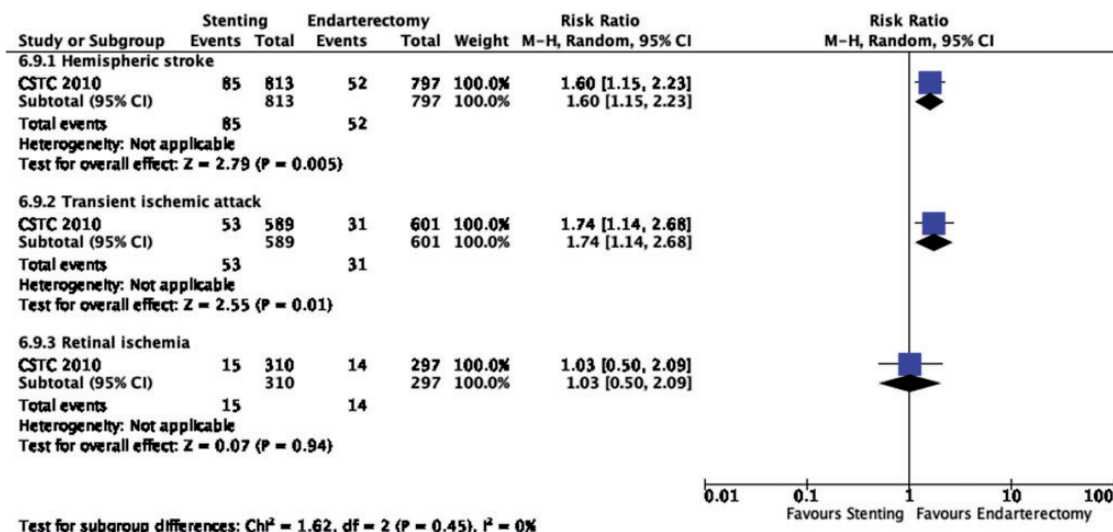 Stenting Endarterectomy Risk Ratio Risk Ratio
Study or Subgroup Events Total Events Total Weight M-H, Random, 95% CI M-H, Random, 95% CI
6.9.1 Hemispheric stroke
CSTC 2010 85 813 52 797 100.0% 1.60 [1.15, 2.23]
Subtotal (95% CI) 813 797 100.0% 1.60 [1.15, 2.23]
Total events 85 52
Heterogeneity: Not applicable
Test for overall effect: Z = 2.79 (P = 0.005)
6.9.2 Transient ischemic attack
CSTC 2010 53 589 31 601 100.0% 1.74 [1.14, 2.68]
Subtotal (95% CI) 589 601 100.0% 1.74 [1.14, 2.68]
Total events 53 31
Heterogeneity: Not applicable
Test for overall effect: Z = 2.55 (P = 0.01)
6.9.3 Retinal ischemia
CSTC 2010 15 310 14 297 100.0% 1.03 [0.50, 2.09]
Subtotal (95% CI) 310 297 100.0% 1.03 [0.50, 2.09]
Total events 15 14
Heterogeneity: Not applicable
Test for overall effect: Z = 0.07 (P = 0.94)
0.01 0.1 1 10 100
Favours Stenting Favours Endarterectomy
Test for subgroup differences: Chi² = 1.62, df = 2 (P = 0.45), I² = 0%